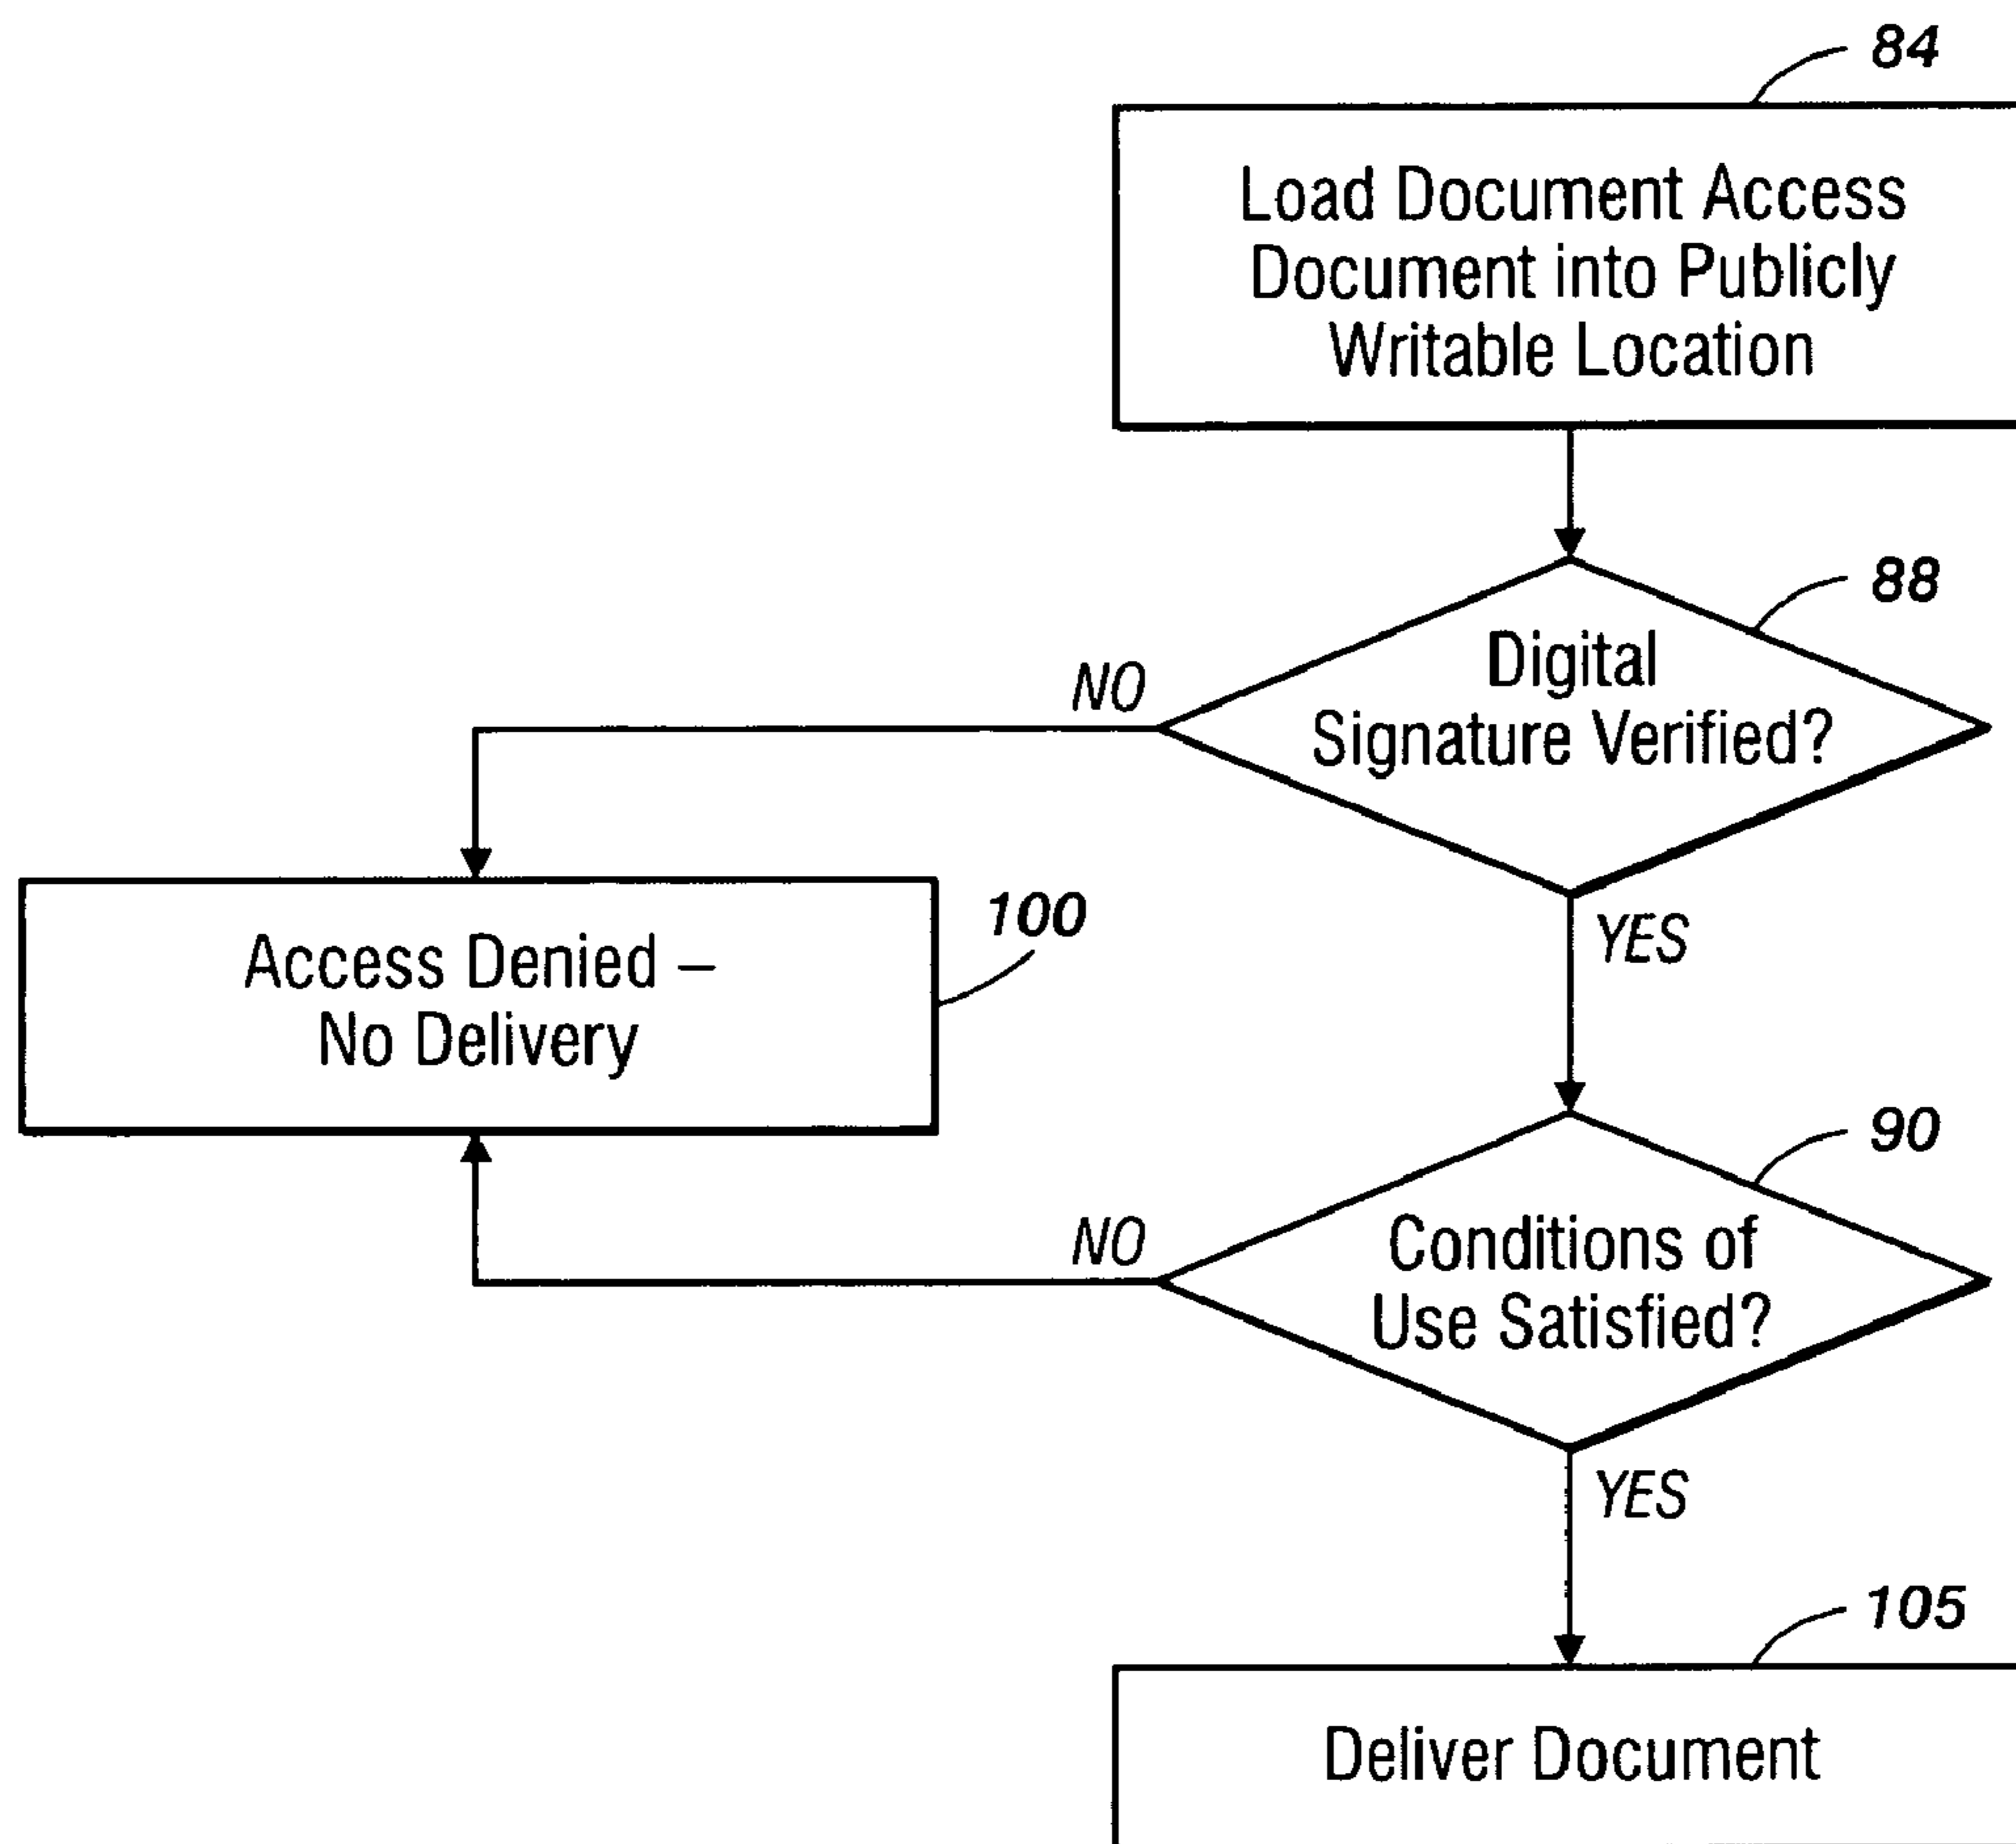 84
Load Document Access
Document into Publicly
Writable Location
88
Digital
Signature Verified?
NO
YES
100
Access Denied –
No Delivery
90
Conditions of
Use Satisfied?
NO
YES
105
Deliver Document